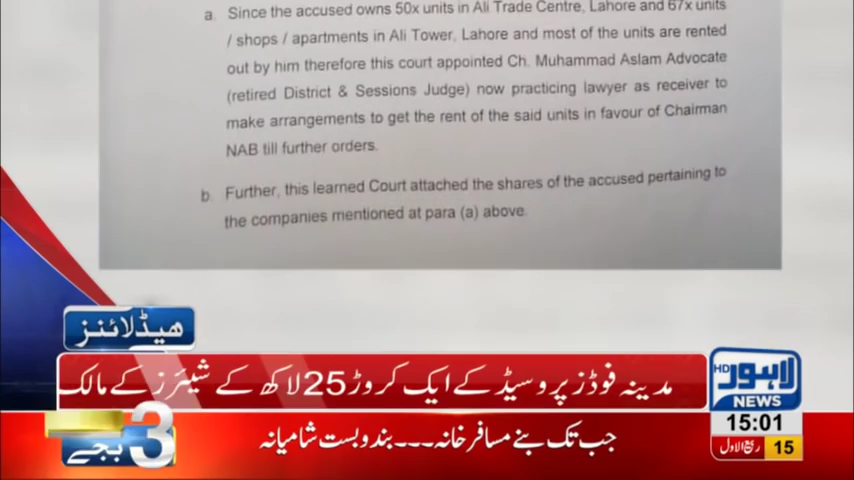 a. Since the accused owns 50x units in Ali Trade Centre, Lahore and 67x units
/ shops / apartments in Ali Tower, Lahore and most of the units are rented
out by him therefore this court appointed Ch. Muhammad Aslam Advocate
(retired District & Sessions Judge) now practicing lawyer as receiver to
make arrangements to get the rent of the said units in favour of Chairman
NAB till further orders.
b. Further, this learned Court attached the shares of the accused pertaining to
the companies mentioned at para (a) above.
ہیڈلائنز
مدینہ فوڈز پروسیڈ کے ایک کروڑ 25 لاکھ کے شیئرز کے مالک
HD لاہور
NEWS
15:01
15 ربیع الاول
3 بجے
جب تک بنے مسافر خانہ۔۔۔ بندوبست شامیانہ